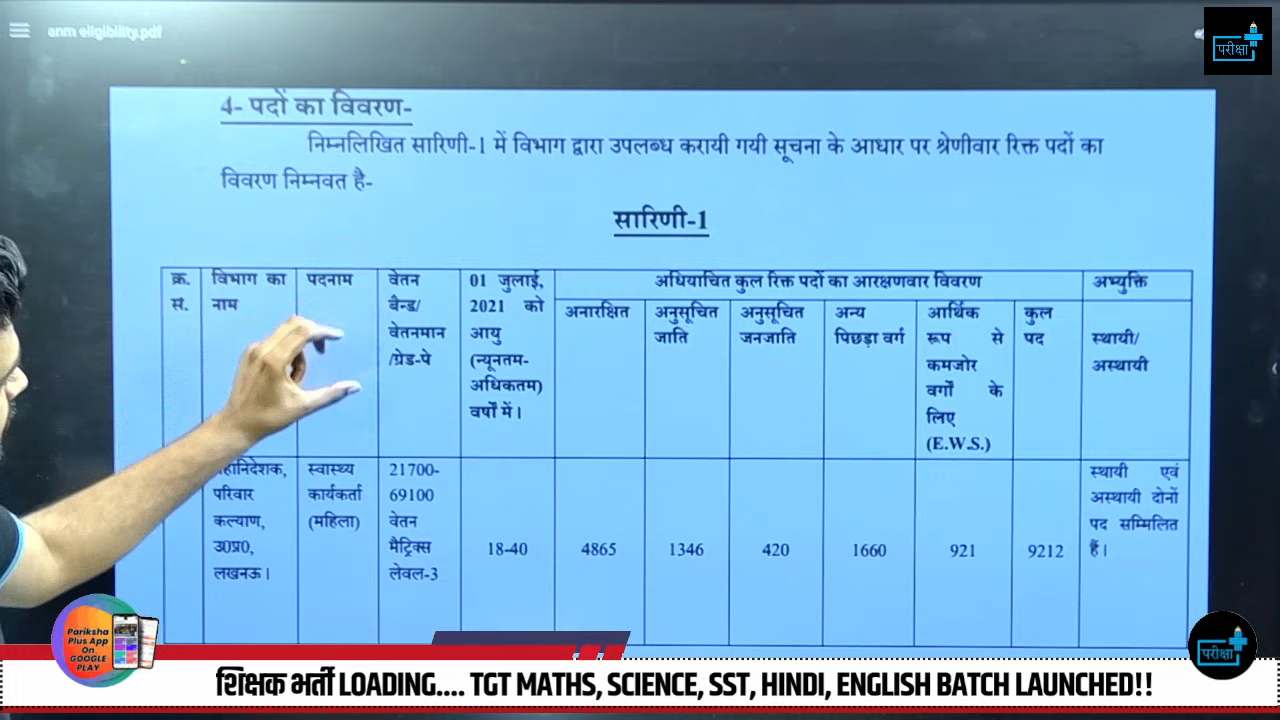 anm eligibility.pdf
परीक्षा
4- पदों का विवरण-
निम्नलिखित सारिणी-1 में विभाग द्वारा उपलब्ध करायी गयी सूचना के आधार पर श्रेणीवार रिक्त पदों का
विवरण निम्नवत है-
सारिणी-1
क्र.
सं.
विभाग का
नाम
पदनाम
वेतन
बैन्ड/
वेतनमान
/ग्रेड-पे
01 जुलाई,
2021 को
आयु
(न्यूनतम-
अधिकतम)
वर्षों में।
अधियाचित कुल रिक्त पदों का आरक्षणवार विवरण
अनारक्षित
अनुसूचित
जाति
अनुसूचित
जनजाति
अन्य
पिछड़ा वर्ग
आर्थिक
रूप से
कमजोर
वर्गों के
लिए
(E.W.S.)
कुल
पद
अभ्युक्ति
स्थायी/
अस्थायी
परिवार
कल्याण,
उ0प्र0,
लखनऊ।
स्वास्थ्य
कार्यकर्ता
(महिला)
21700-
69100
वेतन
मैट्रिक्स
लेवल-3
18-40
4865
1346
420
1660
921
9212
स्थायी एवं
अस्थायी दोनों
पद सम्मिलित
हैं।
Pariksha
Plus App
On
GOOGLE
PLAY
परीक्षा
शिक्षक भर्ती LOADING.... TGT MATHS, SCIENCE, SST, HINDI, ENGLISH BATCH LAUNCHED!!